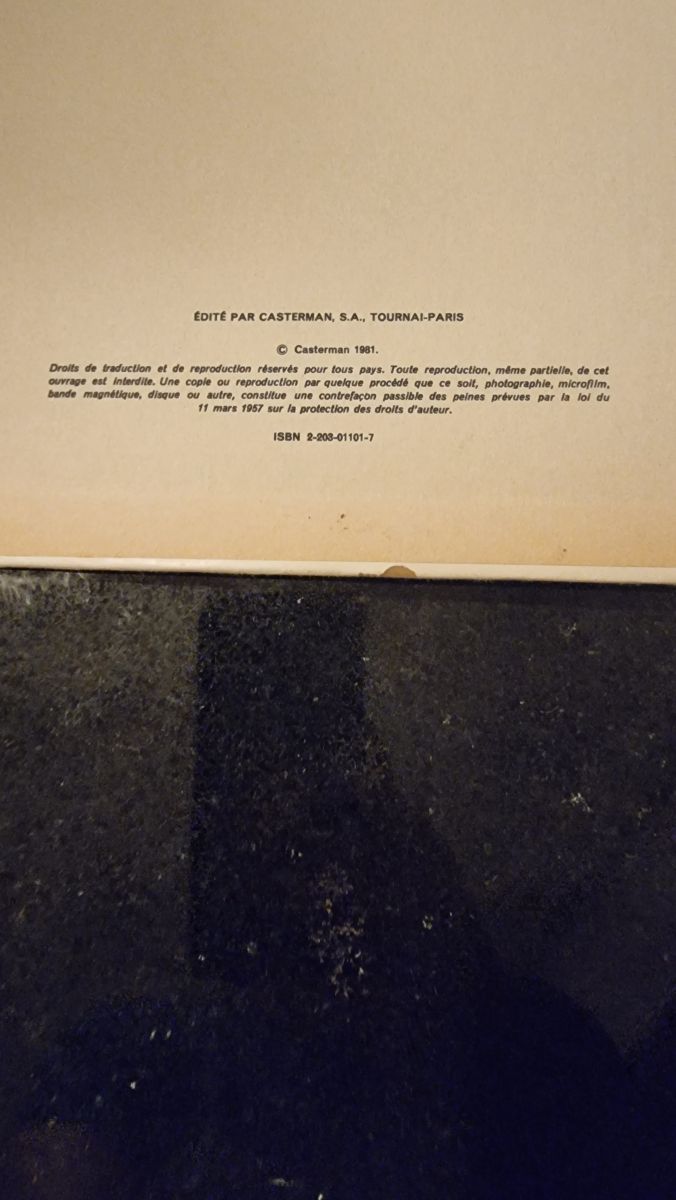 ÉDITÉ PAR CASTERMAN, S.A., TOURNAI-PARIS
© Casterman 1981.
Droits de traduction et de reproduction réservés pour tous pays. Toute reproduction, même partielle, de cet
ouvrage est interdite. Une copie ou reproduction par quelque procédé que ce soit, photographie, microfilm,
bande magnétique, disque ou autre, constitue une contrefaçon passible des peines prévues par la loi du
11 mars 1957 sur la protection des droits d'auteur.
ISBN 2-203-01101-7